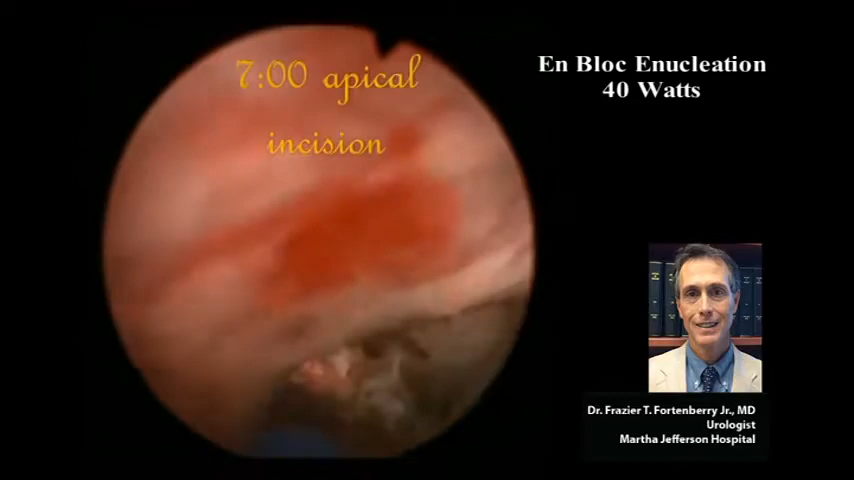 7:00 apical
incision
En Bloc Enucleation
40 Watts
Dr. Frazier T. Fortenberry Jr., MD
Urologist
Martha Jefferson Hospital